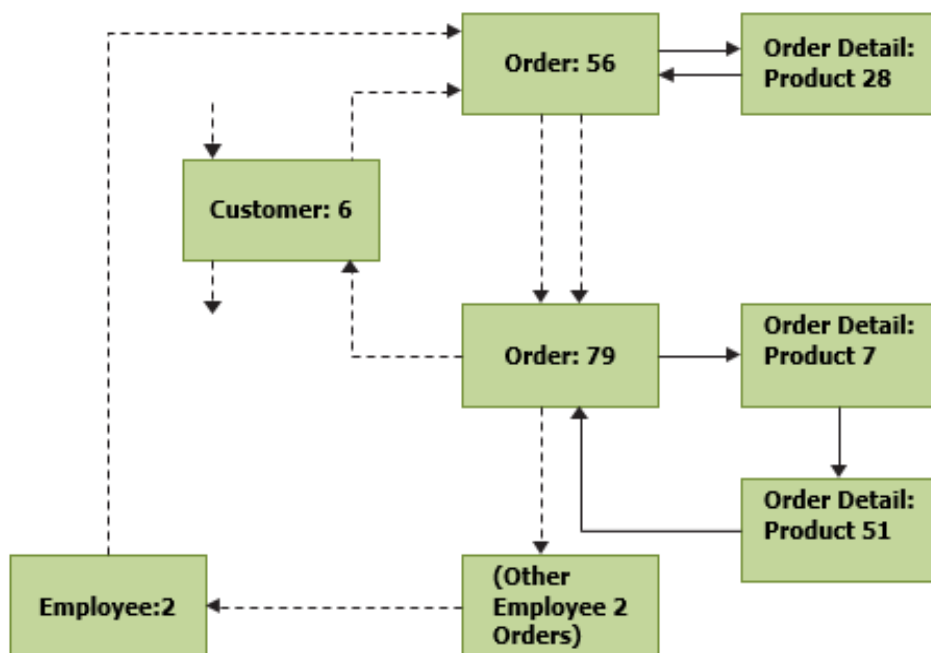 Order: 56
Order Detail:
Product 28
Customer: 6
Order: 79
Order Detail:
Product 7
Order Detail:
Product 51
Employee:2
(Other
Employee 2
Orders)